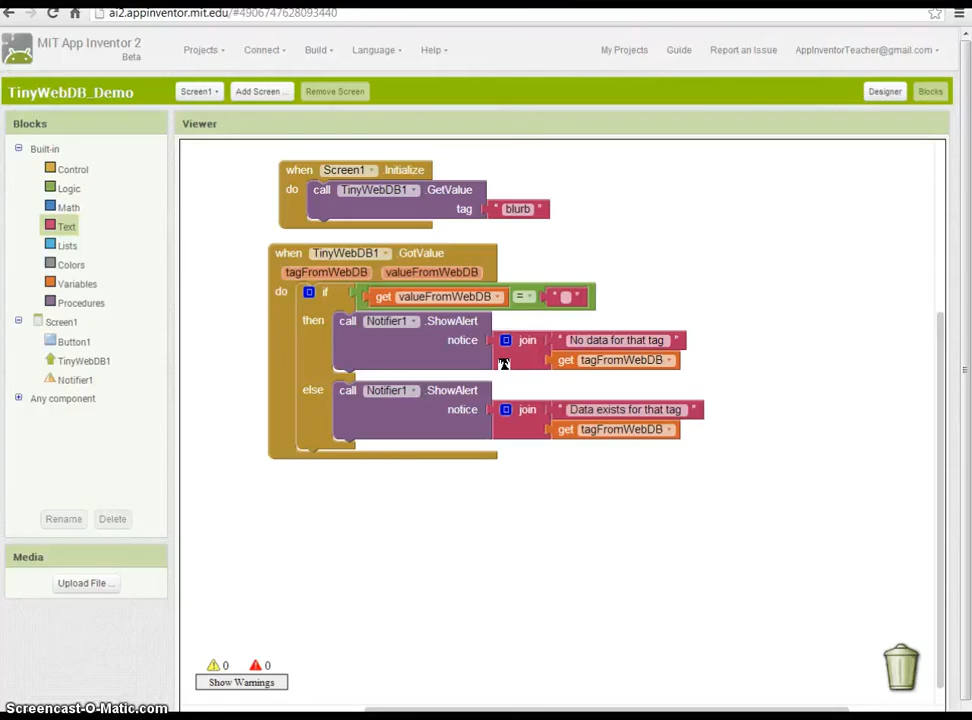 ai2.appinventor.mit.edu/#4906747628093440
MIT App Inventor 2
Beta
Projects
Connect
Build
Language
Help
My Projects
Guide
Report an Issue
AppInventorTeacher@gmail.com
TinyWebDB_Demo
Screen1
Add Screen ...
Remove Screen
Designer
Blocks
Blocks
Viewer
Built-in
Control
Logic
Math
Text
Lists
Colors
Variables
Procedures
Screen1
Button1
TinyWebDB1
Notifier1
Any component
Rename
Delete
Media
Upload File ...
when Screen1 .Initialize
do call TinyWebDB1 .GetValue
tag " blurb "
when TinyWebDB1 .GotValue
tagFromWebDB valueFromWebDB
do if get valueFromWebDB = " "
then call Notifier1 .ShowAlert
notice join " No data for that tag "
get tagFromWebDB
else call Notifier1 .ShowAlert
notice join " Data exists for that tag "
get tagFromWebDB
0 0
Show Warnings
Screencast-O-Matic.com